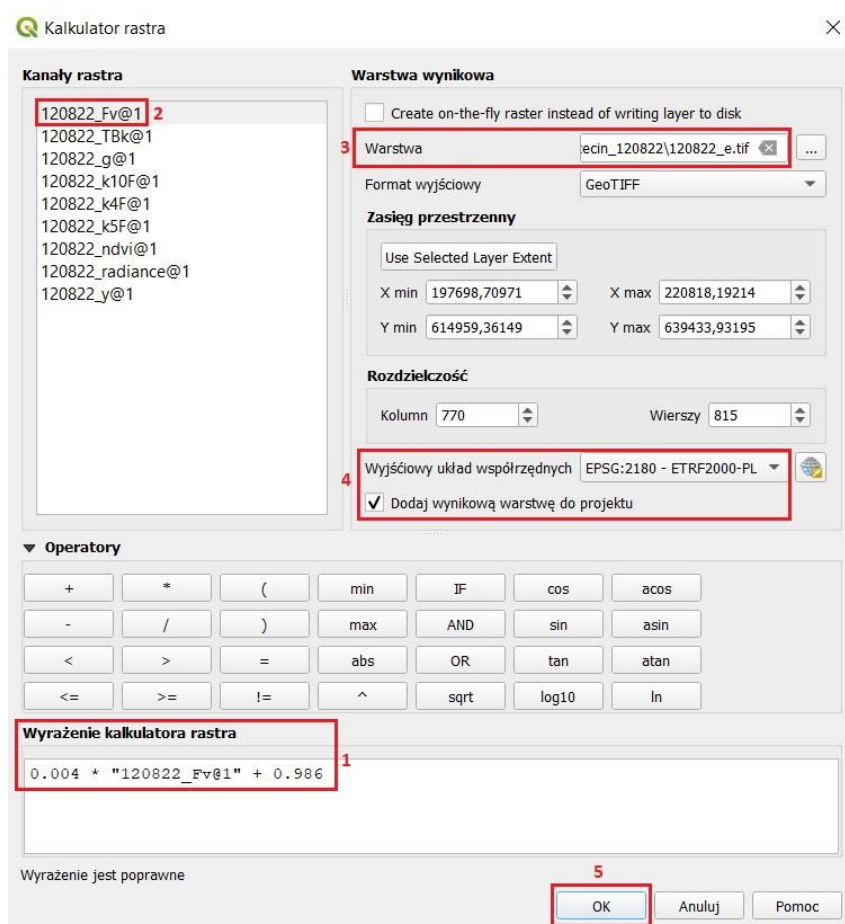 Kalkulator rastra
Kanały rastra
120822_Fv@1 2
120822_TBk@1
120822_g@1
120822_k10F@1
120822_k4F@1
120822_k5F@1
120822_ndvi@1
120822_radiance@1
120822_y@1
Warstwa wynikowa
Create on-the-fly raster instead of writing layer to disk
3 Warstwa ecin_120822\120822_e.tif ...
Format wyjściowy GeoTIFF
Zasięg przestrzenny
Use Selected Layer Extent
X min 197698,70971 X max 220818,19214
Y min 614959,36149 Y max 639433,93195
Rozdzielczość
Kolumn 770 Wierszy 815
4 Wyjśćiowy układ współrzędnych EPSG:2180 - ETRF2000-PL
Dodaj wynikową warstwę do projektu
Operatory
+ * ( min IF cos acos
- / ) max AND sin asin
< > = abs OR tan atan
<= >= != ^ sqrt log10 ln
Wyrażenie kalkulatora rastra
1
0.004 * "120822_Fv@1" + 0.986
Wyrażenie jest poprawne
5
OK Anuluj Pomoc